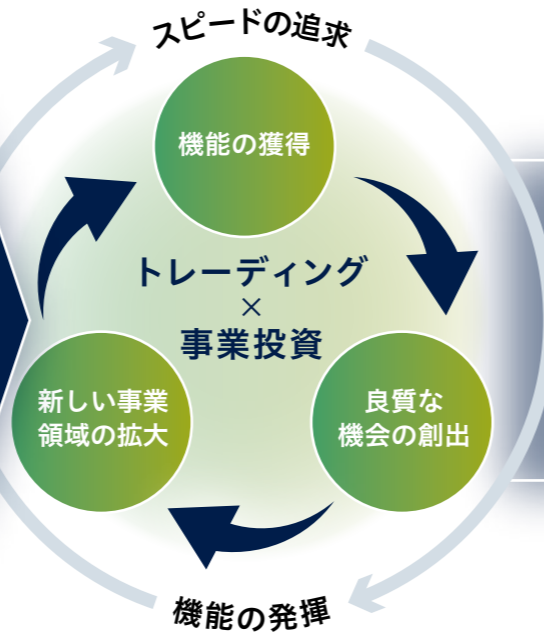 スピードの追求
機能の獲得
トレーディング
×
事業投資
新しい事業
領域の拡大
良質な
機会の創出
機能の発揮